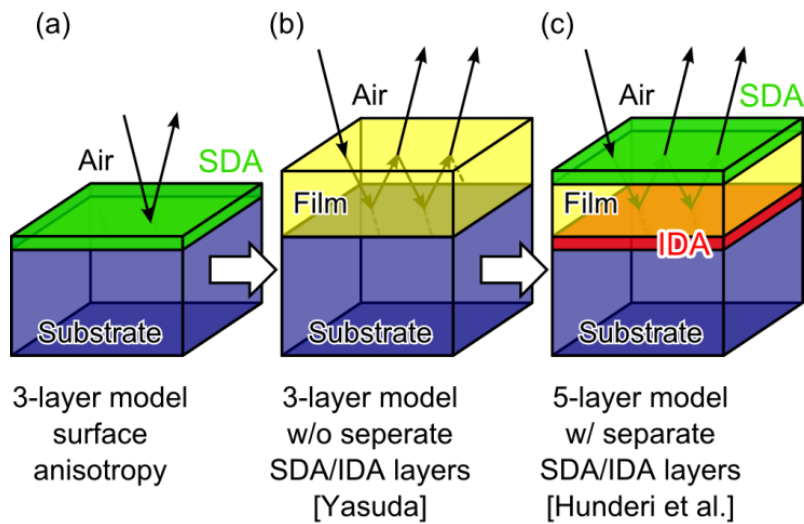 (a)
(b)
(c)
Air
SDA
Substrate
3-layer model
surface
anisotropy
Air
Film
Substrate
3-layer model
w/o seperate
SDA/IDA layers
[Yasuda]
Air
SDA
Film
IDA
Substrate
5-layer model
w/ separate
SDA/IDA layers
[Hunderi et al.]